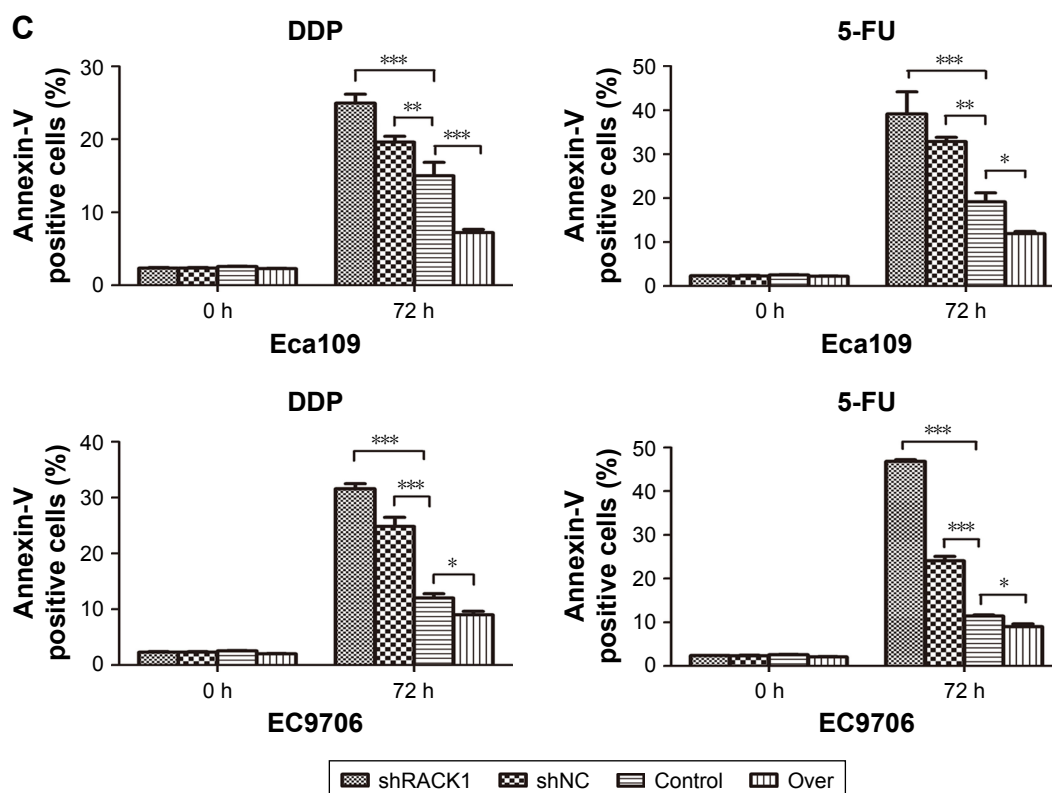 C
DDP
Annexin-V
positive cells (%)
30
20
10
0
***
**
***
0 h
72 h
Eca109
5-FU
Annexin-V
positive cells (%)
50
40
30
20
10
0
***
**
*
0 h
72 h
Eca109
DDP
Annexin-V
positive cells (%)
40
30
20
10
0
***
***
*
0 h
72 h
EC9706
5-FU
Annexin-V
positive cells (%)
50
40
30
20
10
0
***
***
*
0 h
72 h
EC9706
shRACK1 shNC Control Over